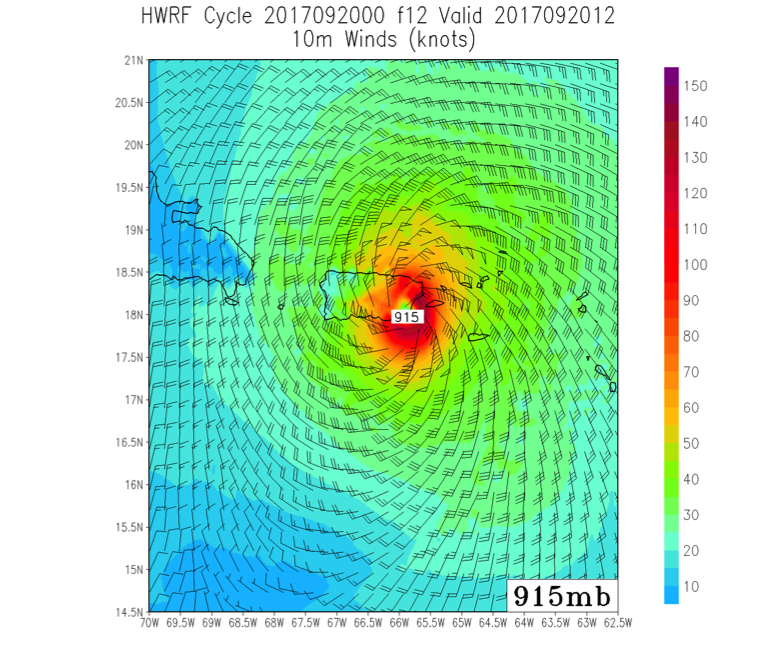 HWRF Cycle 2017092000 f12 Valid 2017092012
10m Winds (knots)
21N
20.5N
20N
19.5N
19N
18.5N
18N
17.5N
17N
16.5N
16N
15.5N
15N
14.5N
915
915mb
70W 69.5W 69W 68.5W 68W 67.5W 67W 66.5W 66W 65.5W 65W 64.5W 64W 63.5W 63W 62.5W
150
140
130
120
110
100
90
80
70
60
50
40
30
20
10